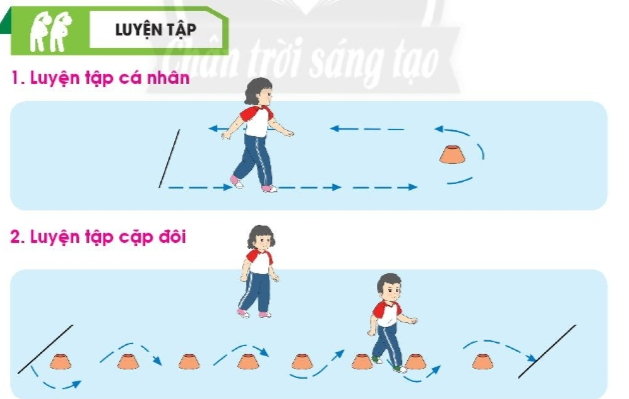 LUYỆN TẬP
Chân trời sáng tạo
1. Luyện tập cá nhân
2. Luyện tập cặp đôi